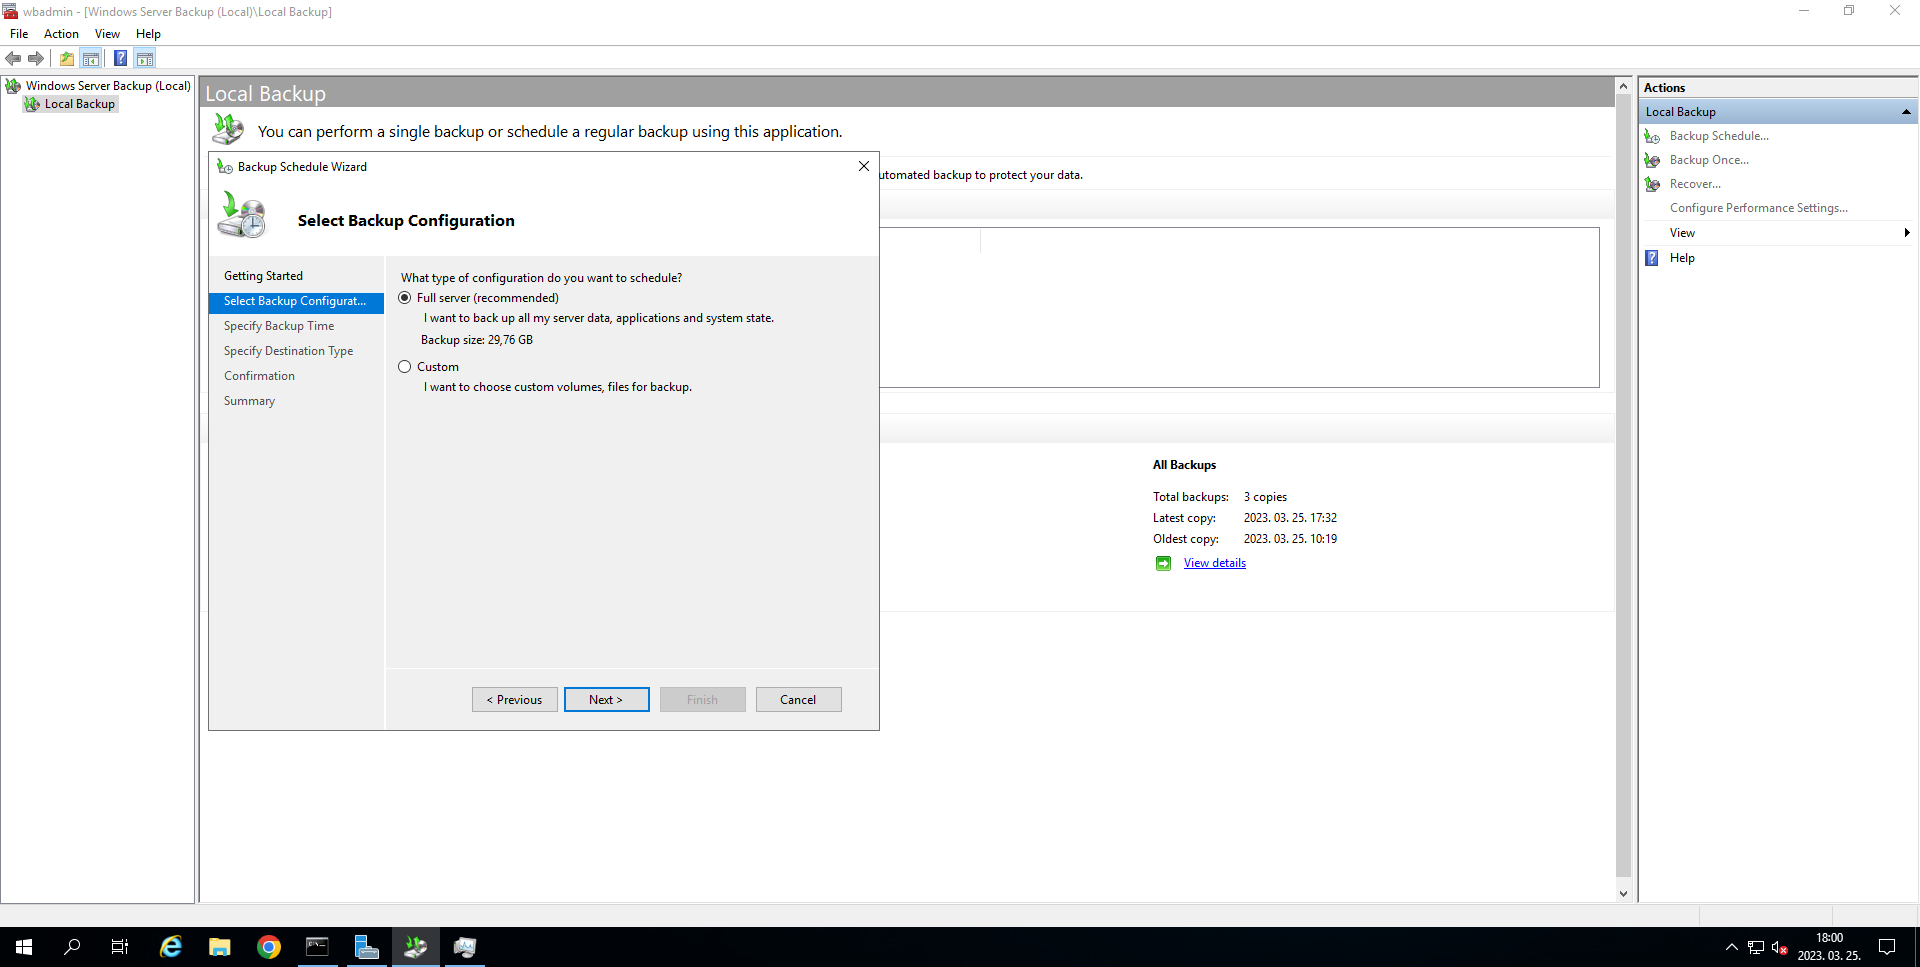 wbadmin - [Windows Server Backup (Local)\Local Backup]
File Action View Help
Windows Server Backup (Local)
Local Backup
Local Backup
You can perform a single backup or schedule a regular backup using this application.
utomated backup to protect your data.
Backup Schedule Wizard
Select Backup Configuration
Getting Started
Select Backup Configurat...
Specify Backup Time
Specify Destination Type
Confirmation
Summary
What type of configuration do you want to schedule?
Full server (recommended)
I want to back up all my server data, applications and system state.
Backup size: 29,76 GB
Custom
I want to choose custom volumes, files for backup.
< Previous
Next >
Finish
Cancel
All Backups
Total backups: 3 copies
Latest copy: 2023. 03. 25. 17:32
Oldest copy: 2023. 03. 25. 10:19
View details
Actions
Local Backup
Backup Schedule...
Backup Once...
Recover...
Configure Performance Settings...
View
Help
18:00
2023. 03. 25.